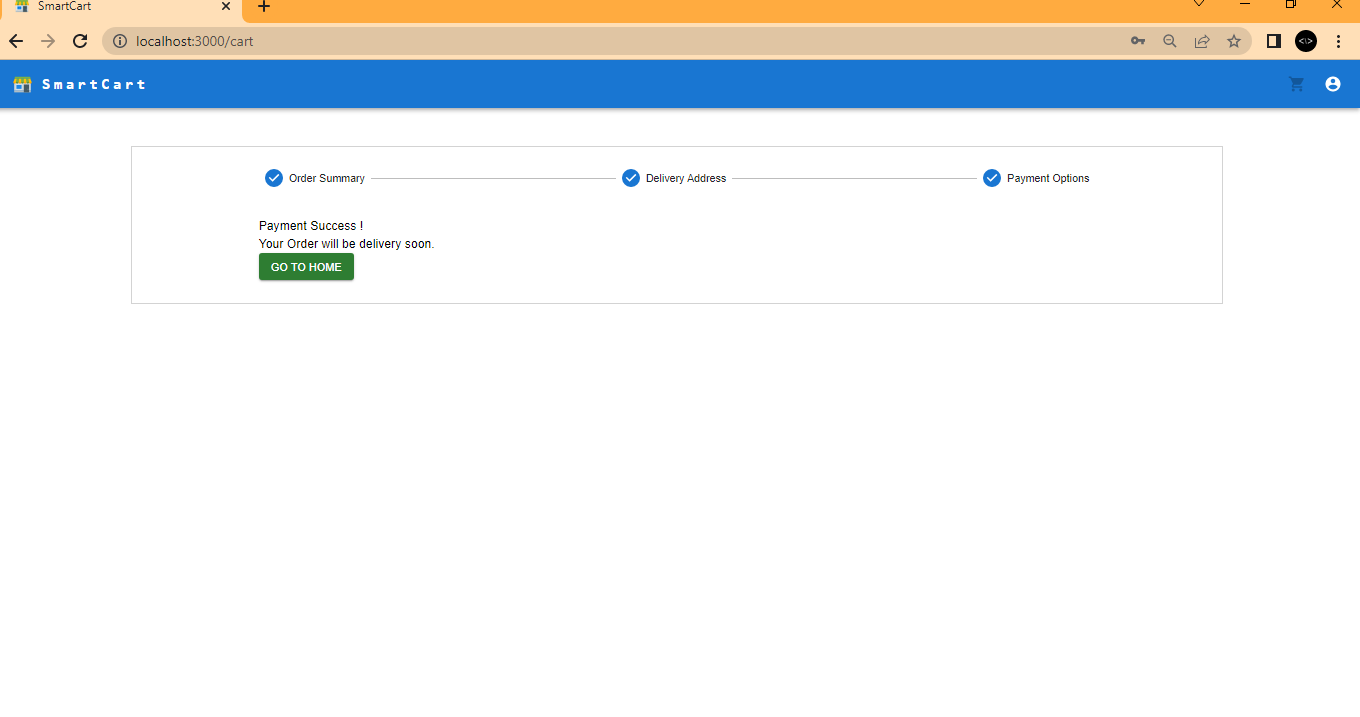 SmartCart
localhost:3000/cart
SmartCart
Order Summary
Delivery Address
Payment Options
Payment Success !
Your Order will be delivery soon.
GO TO HOME